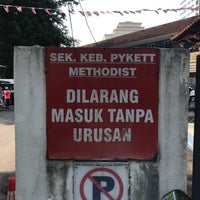 SEK. KEB. PYKETT
METHODIST
DILARANG
MASUK TANPA
URUSAN